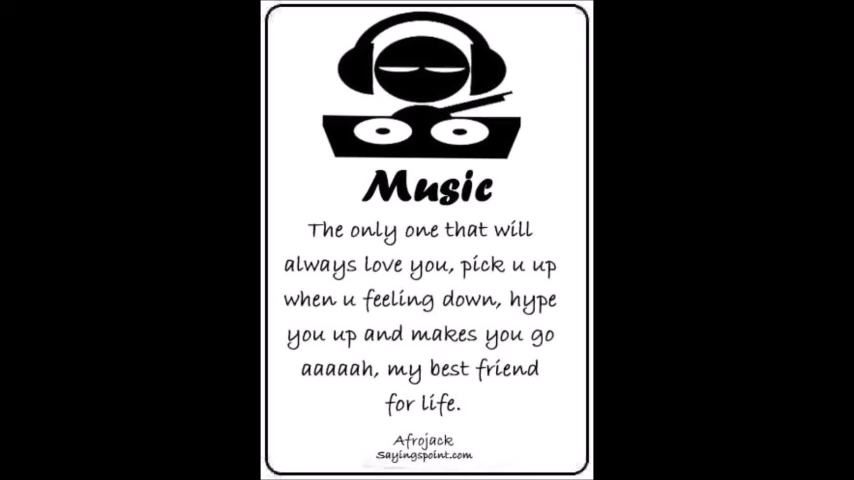 Music
The only one that will
always love you, pick u up
when u feeling down, hype
you up and makes you go
aaaaah, my best friend
for life.
Afrojack
Sayingspoint.com